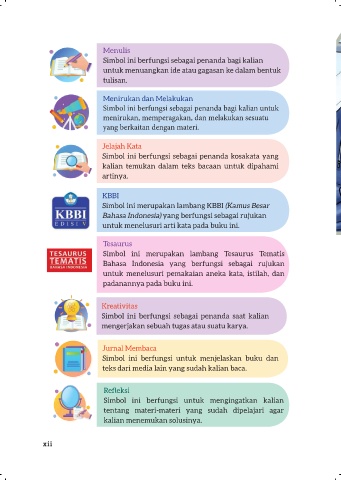 Menulis
Simbol ini berfungsi sebagai penanda bagi kalian
untuk menuangkan ide atau gagasan ke dalam bentuk
tulisan.
Menirukan dan Melakukan
Simbol ini berfungsi sebagai penanda bagi kalian untuk
menirukan, memperagakan, dan melakukan sesuatu
yang berkaitan dengan materi.
Jelajah Kata
Simbol ini berfungsi sebagai penanda kosakata yang
kalian temukan dalam teks bacaan untuk dipahami
artinya.
KBBI
EDISI V
KBBI
Simbol ini merupakan lambang KBBI (Kamus Besar
Bahasa Indonesia) yang berfungsi sebagai rujukan
untuk menelusuri arti kata pada buku ini.
TESAURUS
TEMATIS
BAHASA INDONESIA
Tesaurus
Simbol ini merupakan lambang Tesaurus Tematis
Bahasa Indonesia yang berfungsi sebagai rujukan
untuk menelusuri pemakaian aneka kata, istilah, dan
padanannya pada buku ini.
Kreativitas
Simbol ini berfungsi sebagai penanda saat kalian
mengerjakan sebuah tugas atau suatu karya.
Jurnal Membaca
Simbol ini berfungsi untuk menjelaskan buku dan
teks dari media lain yang sudah kalian baca.
Refleksi
Simbol ini berfungsi untuk mengingatkan kalian
tentang materi-materi yang sudah dipelajari agar
kalian menemukan solusinya.
xii